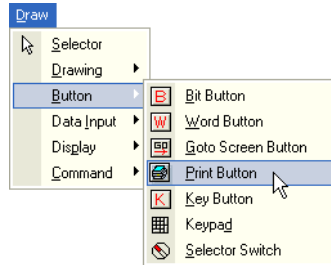 Draw
Selector
Drawing
Button
Data Input
Display
Command
B Bit Button
W Word Button
GO Goto Screen Button
Print Button
K Key Button
Keypad
Selector Switch